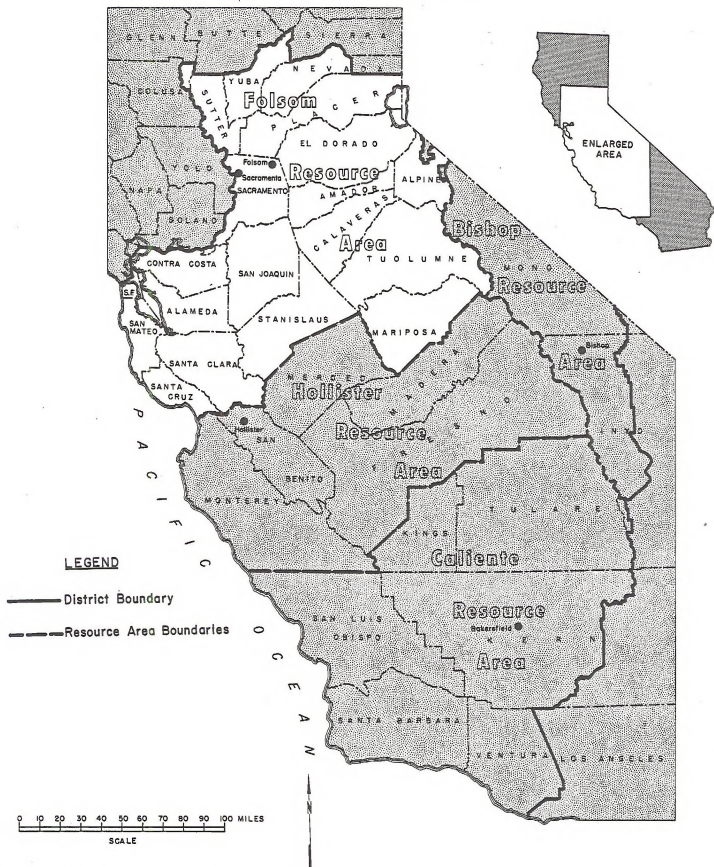 GLENN
BUTTE
SIERRA
COLUSA
YUBA
NEVADA
SUTTER
Folsom
PLACER
ENLARGED
AREA
YOLO
EL DORADO
Folsom
Sacramento
Resource
SACRAMENTO
NAPA
AMADOR
ALPINE
SOLANO
CALAVERAS
Bishop
Area
CONTRA COSTA
SAN JOAQUIN
TUOLUMNE
MONO
Resource
S.F.
ALAMEDA
STANISLAUS
SAN
MATEO
MARIPOSA
Bishop
Area
SANTA CLARA
MERCED
MADERA
SANTA
CRUZ
Hollister
Hollister
SAN
BENITO
Resource
FRESNO
Area
INYO
MONTEREY
TULARE
KINGS
Caliente
PACIFIC
OCEAN
LEGEND
District Boundary
Resource Area Boundaries
SAN LUIS
OBISPO
Resource
Bakersfield
KERN
Area
SANTA BARBARA
VENTURA
LOS ANGELES
N
0 10 20 30 40 50 60 70 80 90 100 MILES
SCALE